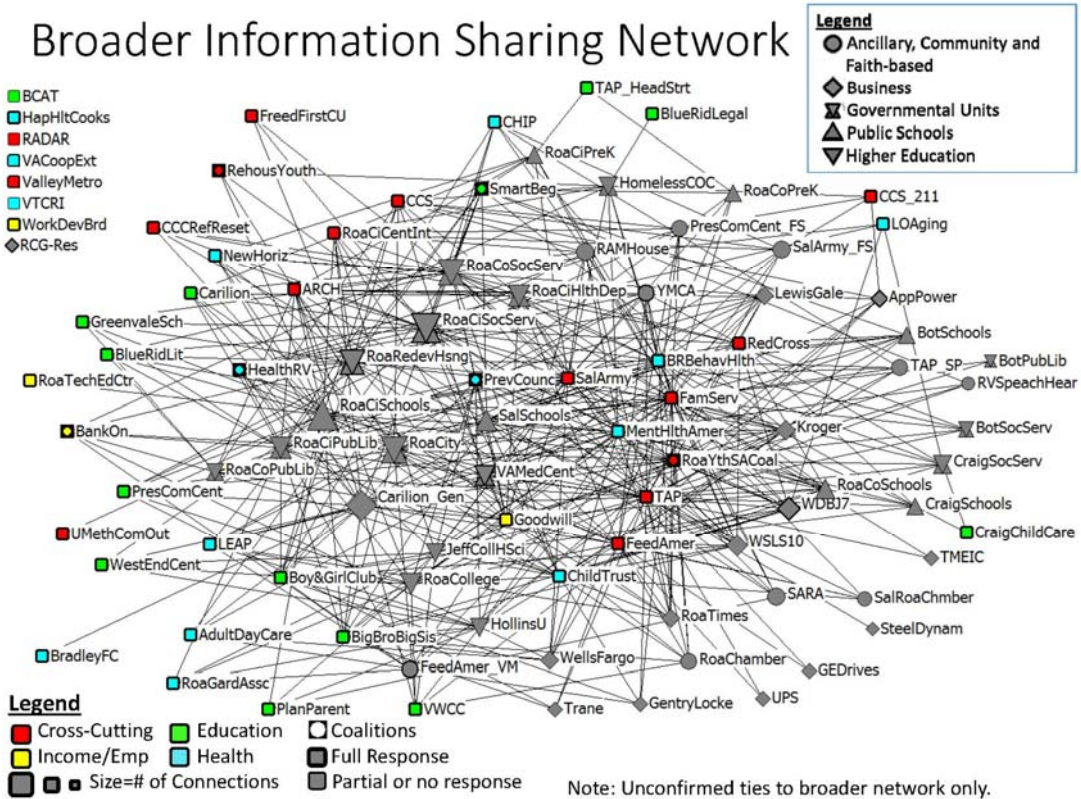 Broader Information Sharing Network
Legend
Ancillary, Community and
Faith-based
Business
Governmental Units
Public Schools
Higher Education
BCAT
HapHltCooks
RADAR
VACoopExt
ValleyMetro
VTCRI
WorkDevBrd
RCG-Res
TAP_HeadStrt
FreedFirstCU
BlueRidLegal
CHIP
RoaCiPreK
RehousYouth
SmartBeg
HomelessCOC
RoaCoPreK
CCS
CCS_211
CCCRefReset
RoaCiCentInt
PresComCent_FS
LOAging
NewHoriz
RAMHouse
SalArmy_FS
RoaCoSocServ
Carilion
ARCH
RoaCiHlthDep
YMCA
LewisGale
AppPower
GreenvaleSch
RoaCiSocServ
BotSchools
RedCross
BlueRidLit
RoaRedevHsng
BRBehavHlth
TAP_SP
BotPubLib
HealthRV
RoaTechEdCtr
PrevCounc
SalArmy
RVSpeachHear
FamServ
RoaCiSchools
SalSchools
BankOn
MentHlthAmer
Kroger
BotSocServ
RoaCiPubLib
RoaCity
RoaYthSACoal
CraigSocServ
RoaCoPubLib
VAMedCent
RoaCoSchools
PresComCent
Carilion_Gen
TAP
WDBJ7
CraigSchools
Goodwill
UMethComOut
CraigChildCare
LEAP
JeffCollHSci
FeedAmer
WSLS10
TMEIC
WestEndCent
Boy&GirlClub
RoaCollege
ChildTrust
SARA
SalRoaChmber
RoaTimes
HollinsU
SteelDynam
AdultDayCare
BigBroBigSis
BradleyFC
FeedAmer_VM
WellsFargo
RoaChamber
GEDrives
RoaGardAssc
PlanParent
VWCC
Trane
GentryLocke
UPS
Legend
Cross-Cutting
Education
Coalitions
Income/Emp
Health
Full Response
Size=# of Connections
Partial or no response
Note: Unconfirmed ties to broader network only.